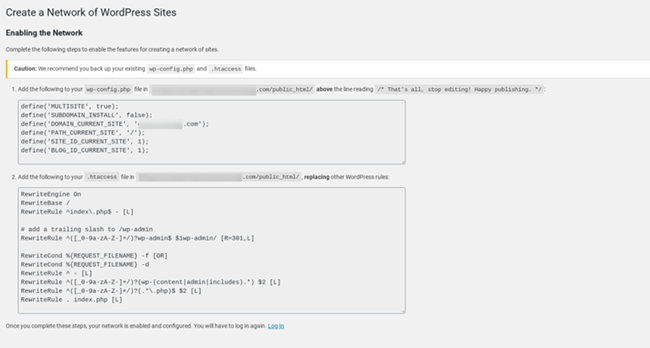 Create a Network of WordPress Sites
Enabling the Network
Complete the following steps to enable the features for creating a network of sites.
Caution: We recommend you back up your existing wp-config.php and .htaccess files.
1. Add the following to your wp-config.php file in .com/public_html/ above the line reading /* That's all, stop editing! Happy publishing. */ :
define('MULTISITE', true);
define('SUBDOMAIN_INSTALL', false);
define('DOMAIN_CURRENT_SITE', ' .com');
define('PATH_CURRENT_SITE', '/');
define('SITE_ID_CURRENT_SITE', 1);
define('BLOG_ID_CURRENT_SITE', 1);
2. Add the following to your .htaccess file in .com/public_html/ , replacing other WordPress rules:
RewriteEngine On
RewriteBase /
RewriteRule ^index\.php$ - [L]
# add a trailing slash to /wp-admin
RewriteRule ^([_0-9a-zA-Z-]+/)?wp-admin$ $1wp-admin/ [R=301,L]
RewriteCond %{REQUEST_FILENAME} -f [OR]
RewriteCond %{REQUEST_FILENAME} -d
RewriteRule ^ - [L]
RewriteRule ^([_0-9a-zA-Z-]+/)?(wp-(content|admin|includes).*) $2 [L]
RewriteRule ^([_0-9a-zA-Z-]+/)?(.*\.php)$ $2 [L]
RewriteRule . index.php [L]
Once you complete these steps, your network is enabled and configured. You will have to log in again. Log In